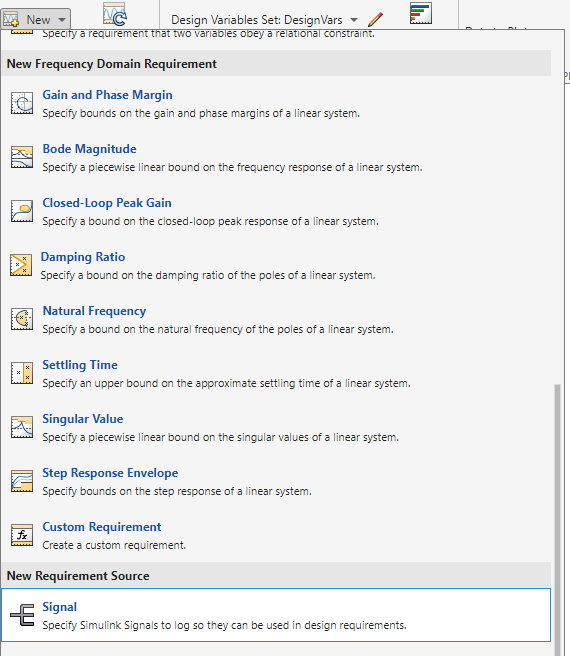 New
Design Variables Set: DesignVars
Specify a requirement that two variables obey a relational constraint.
New Frequency Domain Requirement
Gain and Phase Margin
Specify bounds on the gain and phase margins of a linear system.
Bode Magnitude
Specify a piecewise linear bound on the frequency response of a linear system.
Closed-Loop Peak Gain
Specify a bound on the closed-loop peak response of a linear system.
Damping Ratio
Specify a bound on the damping ratio of the poles of a linear system.
Natural Frequency
Specify a bound on the natural frequency of the poles of a linear system.
Settling Time
Specify an upper bound on the approximate settling time of a linear system.
Singular Value
Specify a piecewise linear bound on the singular values of a linear system.
Step Response Envelope
Specify bounds on the step response of a linear system.
Custom Requirement
Create a custom requirement.
New Requirement Source
Signal
Specify Simulink Signals to log so they can be used in design requirements.